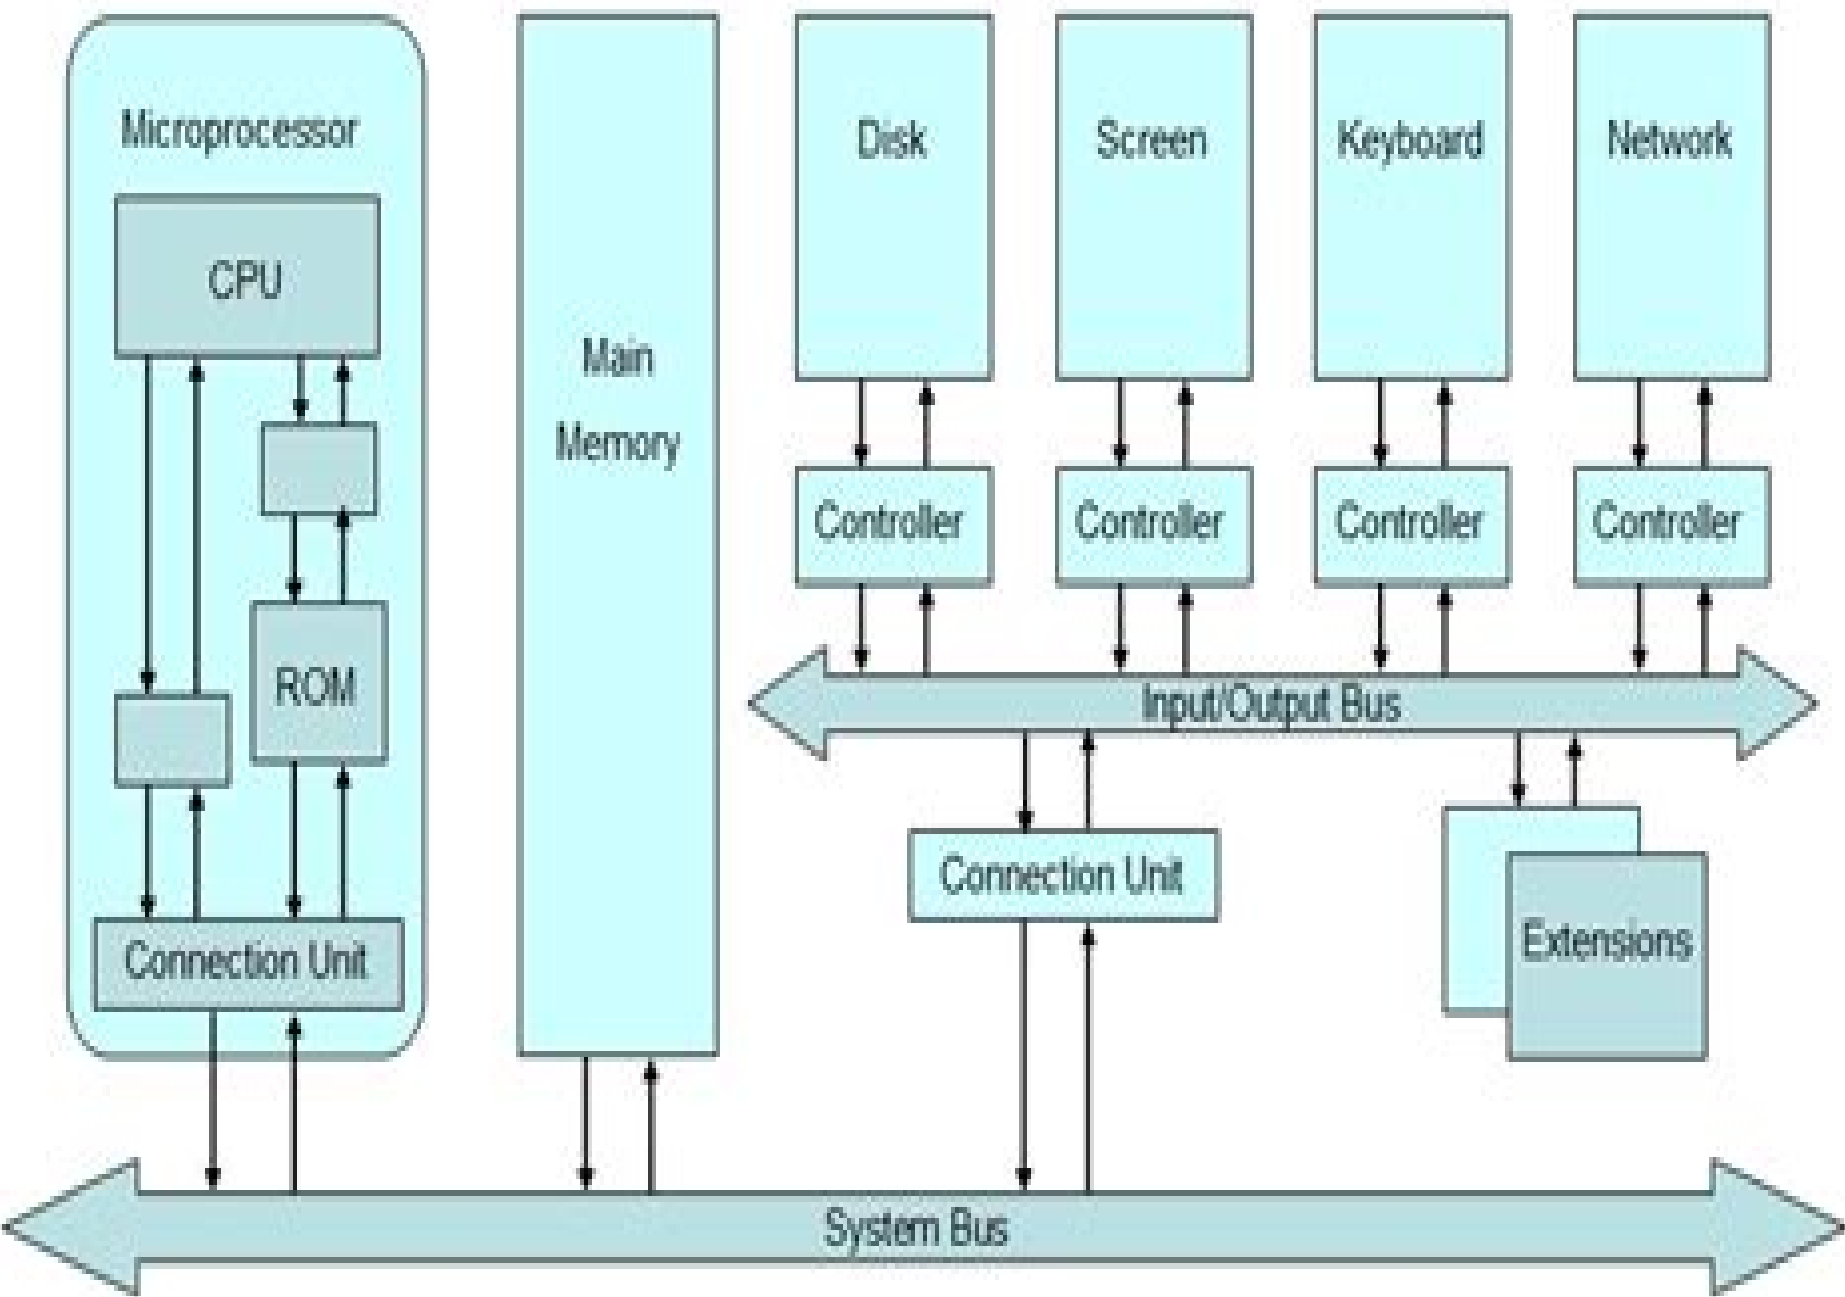 Microprocessor
CPU
ROM
Connection Unit
Main
Memory
Disk
Screen
Keyboard
Network
Controller
Controller
Controller
Controller
Input/Output Bus
Connection Unit
Extensions
System Bus